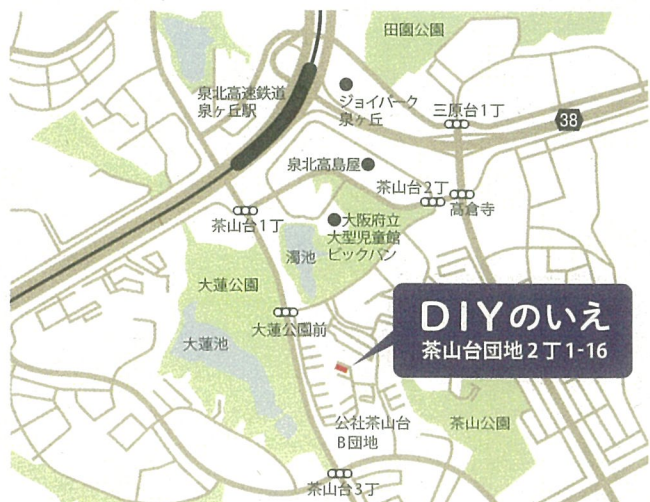 田園公園
泉北高速鉄道
泉ヶ丘駅
ジョイパーク
泉ヶ丘
三原台1丁
38
泉北高島屋
茶山台2丁
高倉寺
茶山台1丁
大阪府立
大型児童館
ビックバン
濁池
大蓮公園
大蓮公園前
大蓮池
DIYのいえ
茶山台団地2丁1-16
公社茶山台
B団地
茶山公園
茶山台3丁